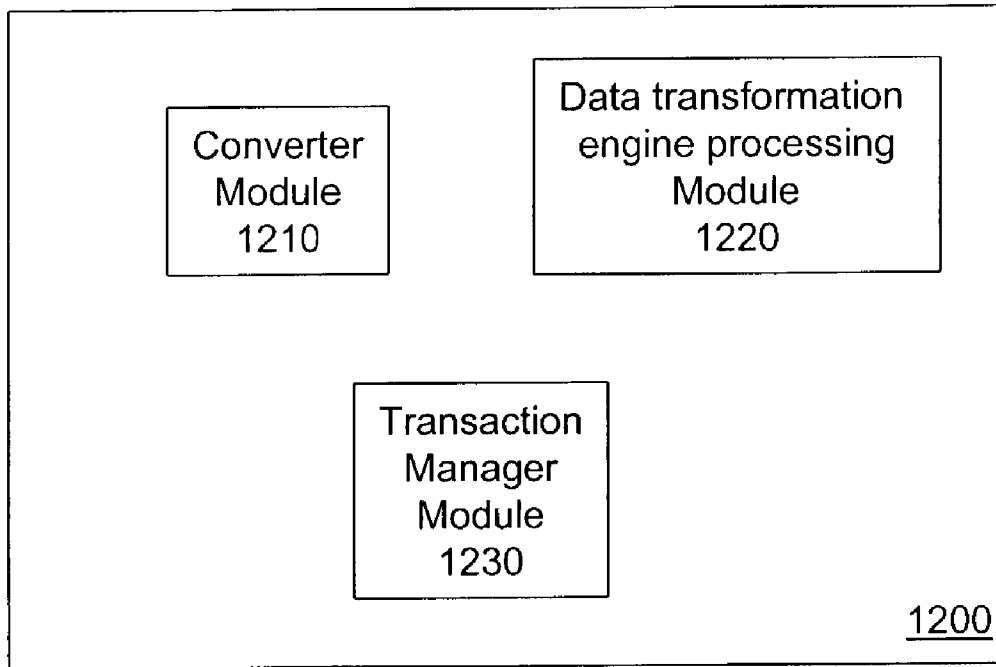 Converter
Module
1210
Data transformation
engine processing
Module
1220
Transaction
Manager
Module
1230
1200